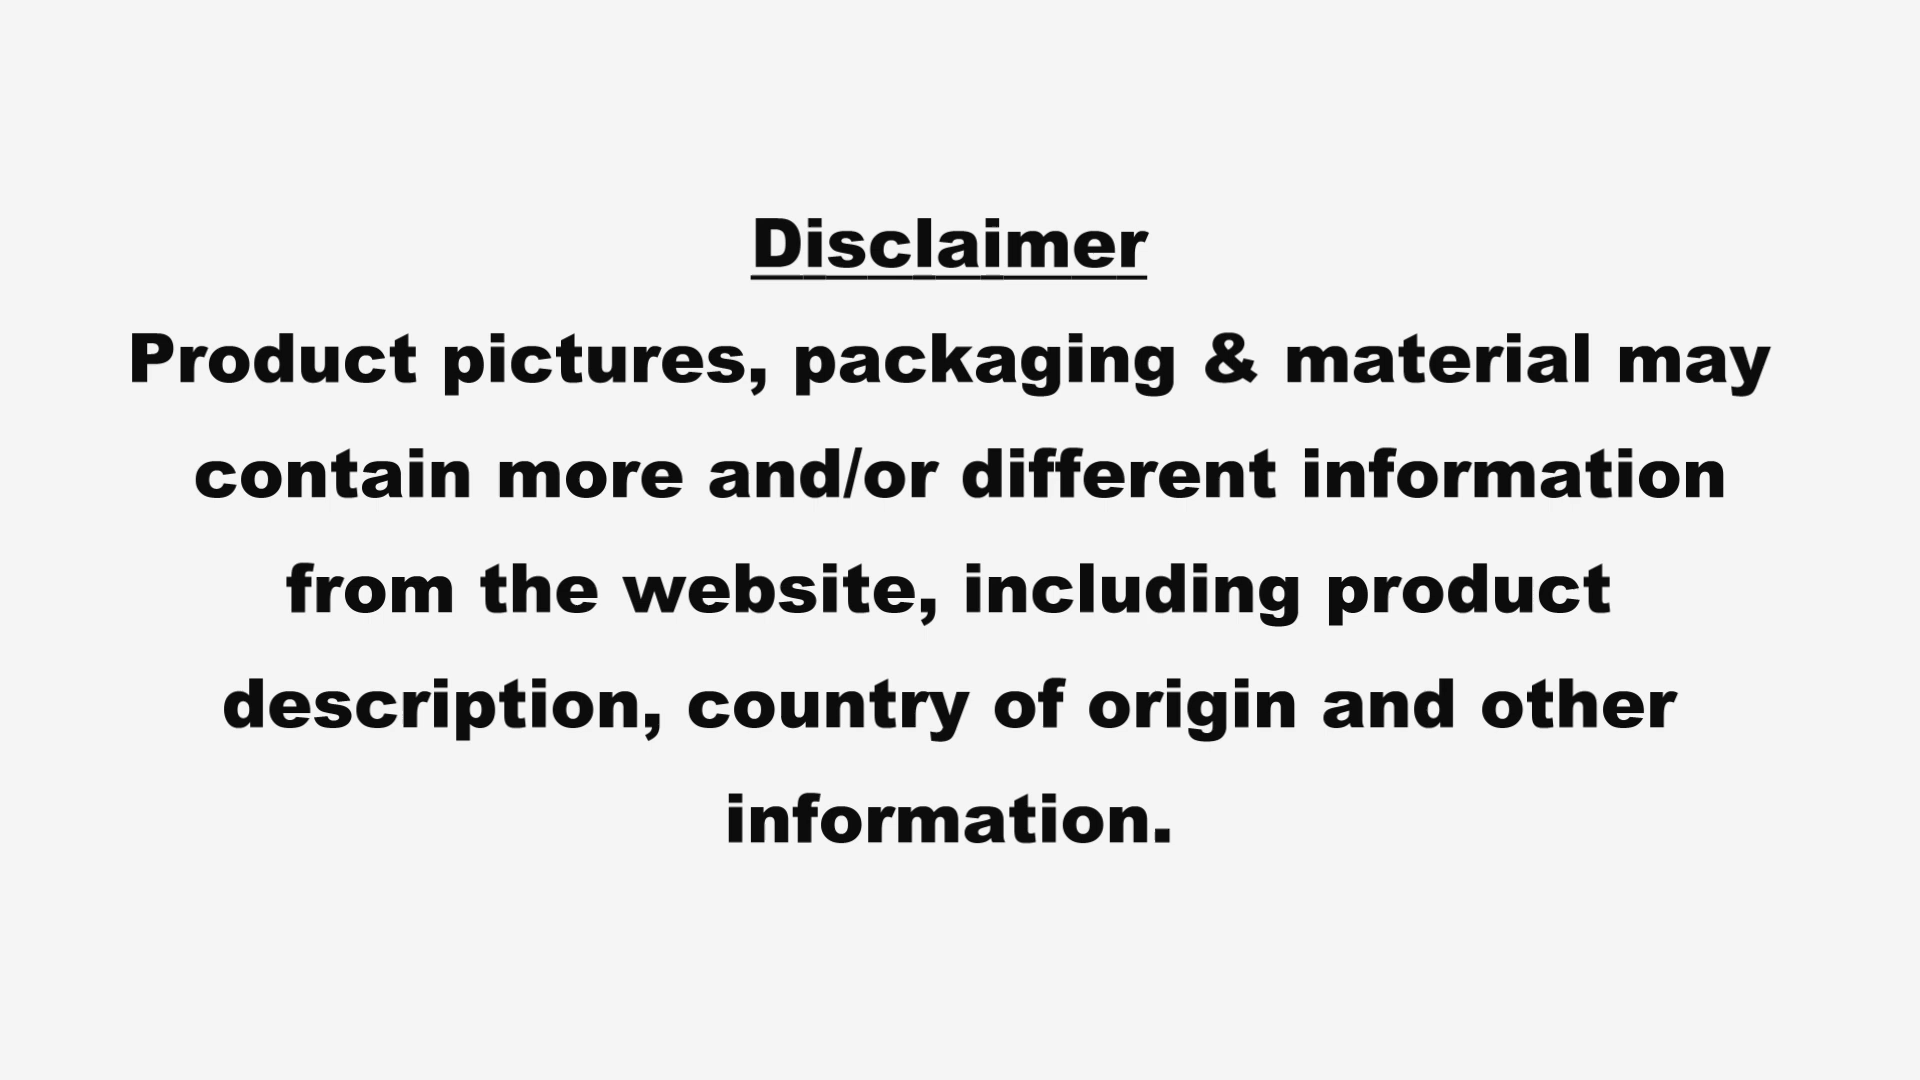 Disclaimer
Product pictures, packaging & material may
contain more and/or different information
from the website, including product
description, country of origin and other
information.